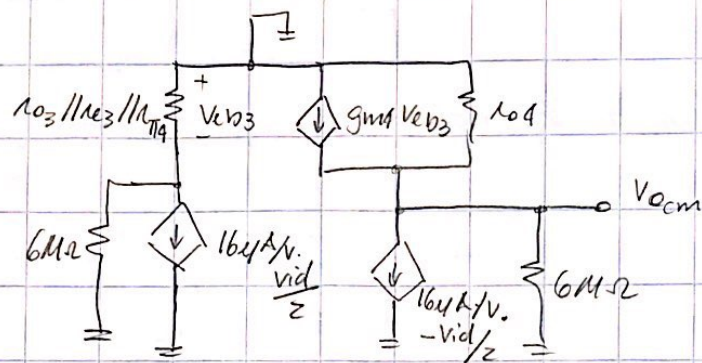 ro3//re3//rπ4
+
Veb3
-
gm4 Veb3
ro4
6MΩ
16μA/V.
vid/2
Vocm
16μA/V.
-vid/2
6MΩ